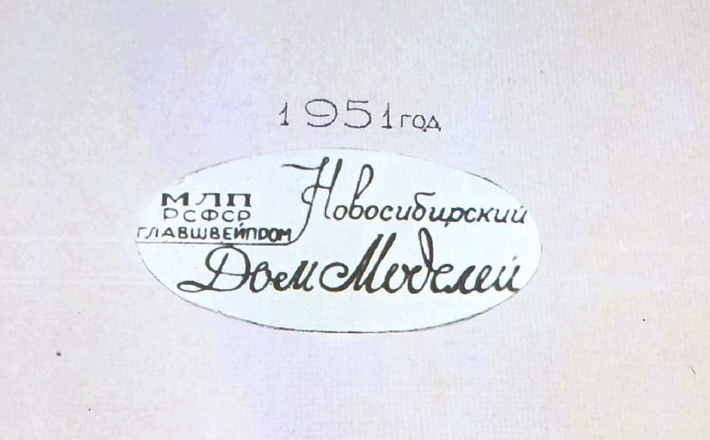 1951 год
МЛП
РСФСР
ГЛАВШВЕЙПРОМ
Новосибирский
Дом Моделей